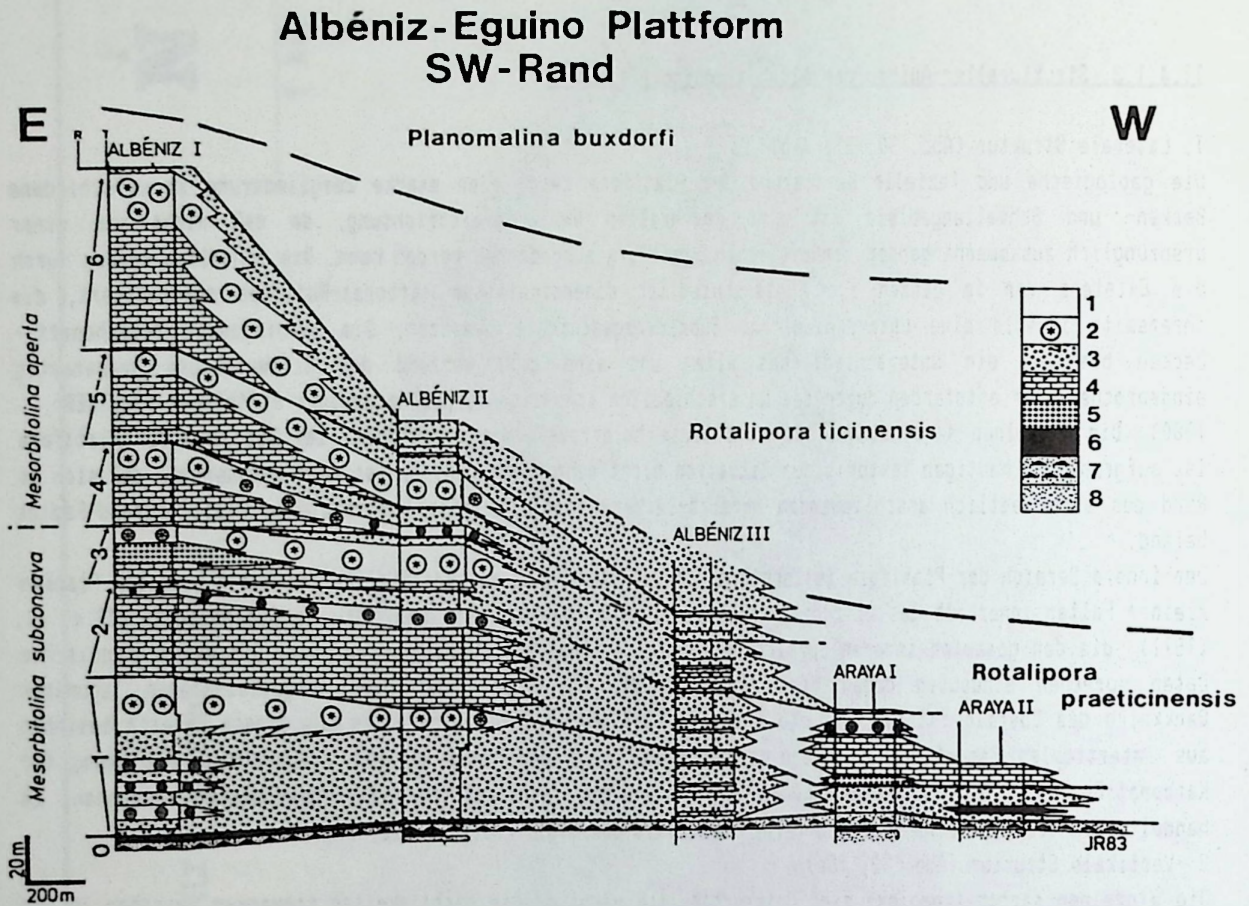 Albéniz-Eguino Plattform
SW-Rand
E
W
R T
ALBÉNIZ I
Planomalina buxdorfi
1
2
3
4
5
6
7
8
ALBÉNIZ II
Rotalipora ticinensis
ALBÉNIZ III
ARAYA I
Rotalipora
praeticinensis
ARAYA II
Mesorbitolina aperta
Mesorbitolina subconcava
6
5
4
3
2
1
0
20m
200m
JR83